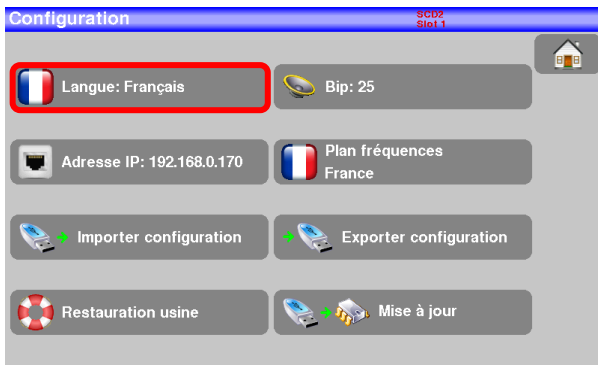 Configuration
SCD2
Slot 1
Langue: Français
Bip: 25
Adresse IP: 192.168.0.170
Plan fréquences
France
Importer configuration
Exporter configuration
Restauration usine
Mise à jour